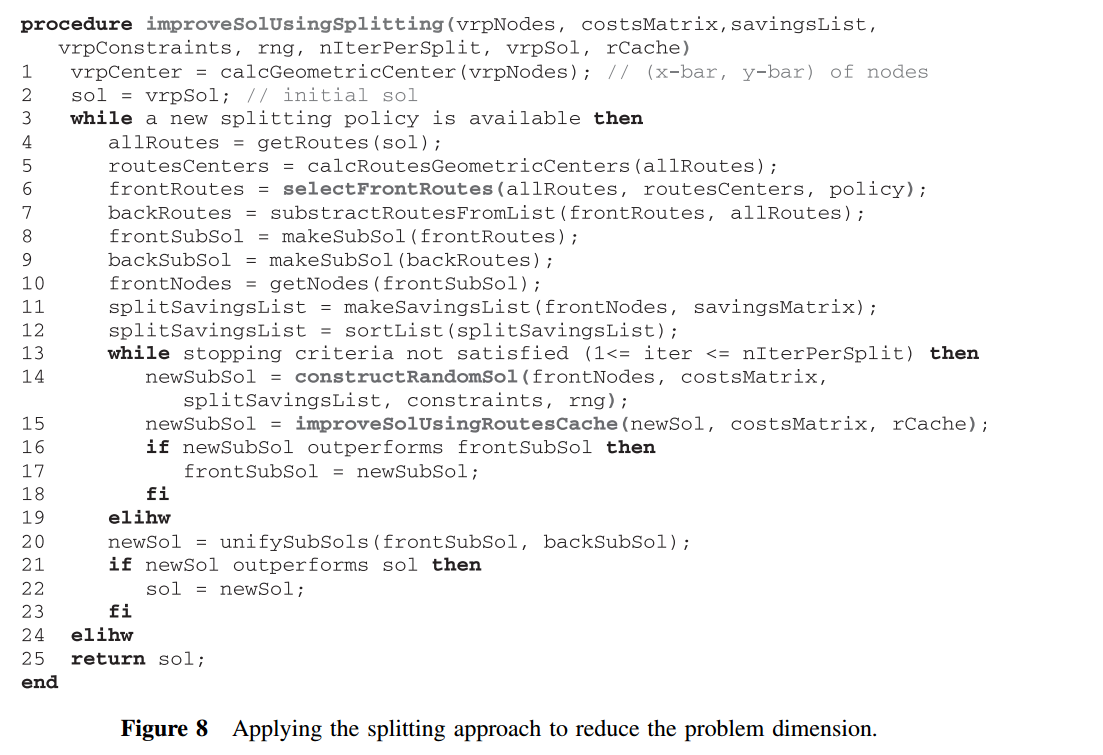 procedure improveSolUsingSplitting(vrpNodes, costsMatrix,savingsList,
vrpConstraints, rng, nIterPerSplit, vrpSol, rCache)
1 vrpCenter = calcGeometricCenter(vrpNodes); // (x-bar, y-bar) of nodes
2 sol = vrpSol; // initial sol
3 while a new splitting policy is available then
4 allRoutes = getRoutes(sol);
5 routesCenters = calcRoutesGeometricCenters(allRoutes);
6 frontRoutes = selectFrontRoutes(allRoutes, routesCenters, policy);
7 backRoutes = substractRoutesFromList(frontRoutes, allRoutes);
8 frontSubSol = makeSubSol(frontRoutes);
9 backSubSol = makeSubSol(backRoutes);
10 frontNodes = getNodes(frontSubSol);
11 splitSavingsList = makeSavingsList(frontNodes, savingsMatrix);
12 splitSavingsList = sortList(splitSavingsList);
13 while stopping criteria not satisfied (1<= iter <= nIterPerSplit) then
14 newSubSol = constructRandomSol(frontNodes, costsMatrix,
splitSavingsList, constraints, rng);
15 newSubSol = improveSolUsingRoutesCache(newSol, costsMatrix, rCache);
16 if newSubSol outperforms frontSubSol then
17 frontSubSol = newSubSol;
18 fi
19 elihw
20 newSol = unifySubSols(frontSubSol, backSubSol);
21 if newSol outperforms sol then
22 sol = newSol;
23 fi
24 elihw
25 return sol;
end
Figure 8 Applying the splitting approach to reduce the problem dimension.